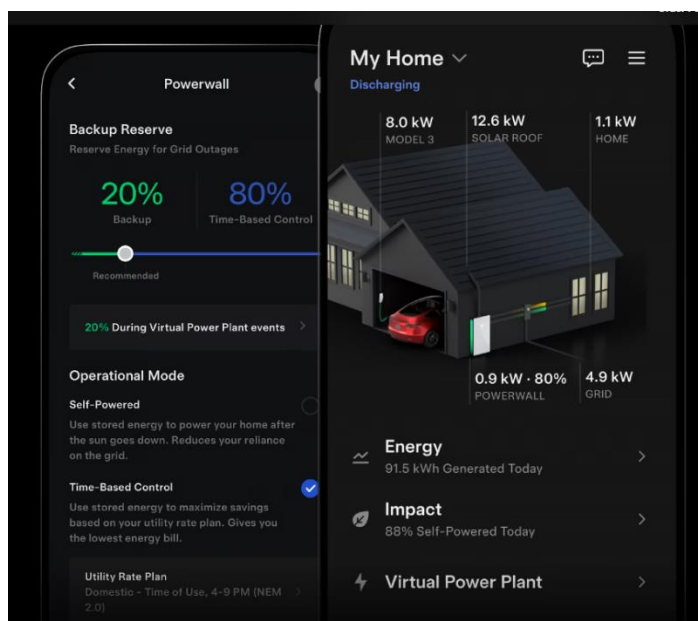 Powerwall
Backup Reserve
Reserve Energy for Grid Outages
20%
Backup
80%
Time-Based Control
Recommended
20% During Virtual Power Plant events
Operational Mode
Self-Powered
Use stored energy to power your home after
the sun goes down. Reduces your reliance
on the grid.
Time-Based Control
Use stored energy to maximize savings
based on your utility rate plan. Gives you
the lowest energy bill.
Utility Rate Plan
Domestic - Time of Use, 4-9 PM (NEM
2.0)
My Home
Discharging
8.0 kW
MODEL 3
12.6 kW
SOLAR ROOF
1.1 kW
HOME
0.9 kW · 80%
POWERWALL
4.9 kW
GRID
Energy
91.5 kWh Generated Today
Impact
88% Self-Powered Today
Virtual Power Plant